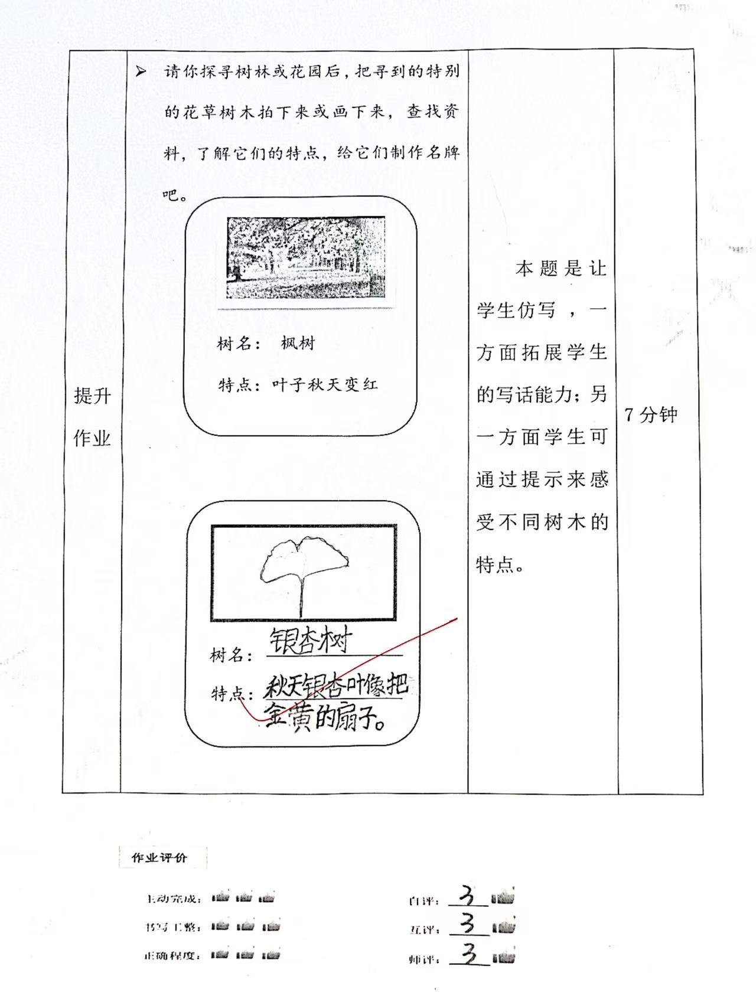 提升
作业
➢ 请你探寻树林或花园后，把寻到的特别
的花草树木拍下来或画下来，查找资
料，了解它们的特点，给它们制作名牌
吧。
树名： 枫树
特点：叶子秋天变红
树名：银杏树
特点：秋天银杏叶像把
金黄的扇子。
本题是让
学生仿写，一
方面拓展学生
的写话能力；另
一方面学生可
通过提示来感
受不同树木的
特点。
7 分钟
作业评价
主动完成：
自评：3
书写工整：
互评：3
正确程度：
师评：3